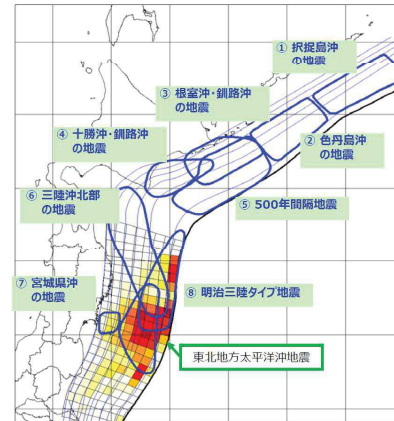 ① 択捉島沖
の地震
③ 根室沖・釧路沖
の地震
④ 十勝沖・釧路沖
の地震
② 色丹島沖
の地震
⑥ 三陸沖北部
の地震
⑤ 500年間隔地震
⑦ 宮城県沖
の地震
⑧ 明治三陸タイプ地震
東北地方太平洋沖地震